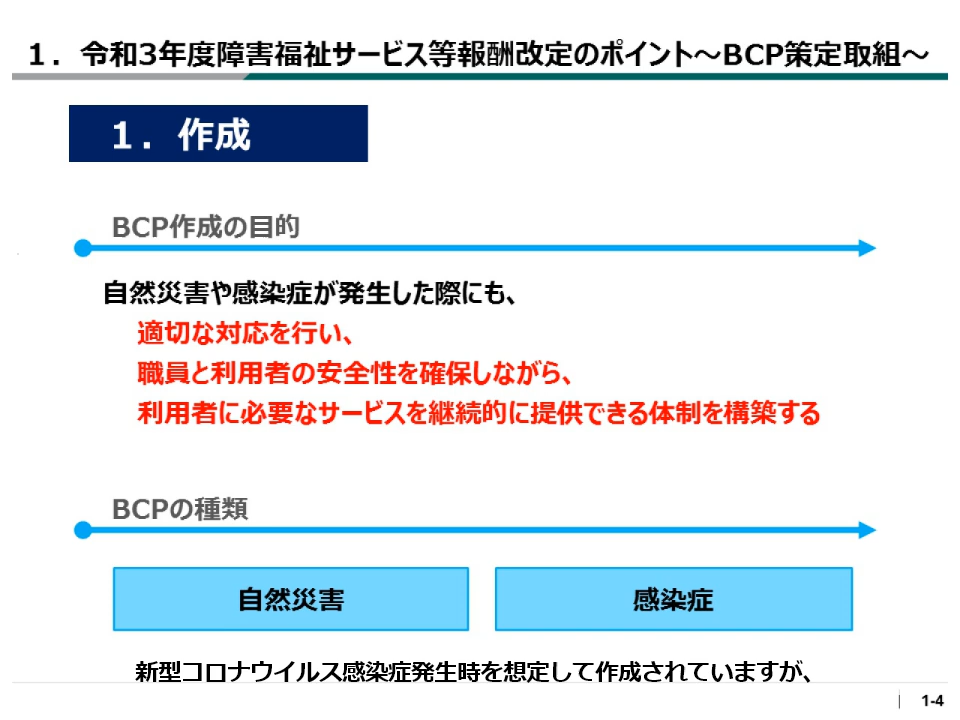 １．令和3年度障害福祉サービス等報酬改定のポイント～BCP策定取組～
１．作成
BCP作成の目的
自然災害や感染症が発生した際にも、
適切な対応を行い、
職員と利用者の安全性を確保しながら、
利用者に必要なサービスを継続的に提供できる体制を構築する
BCPの種類
自然災害
感染症
新型コロナウイルス感染症発生時を想定して作成されていますが、
1-4